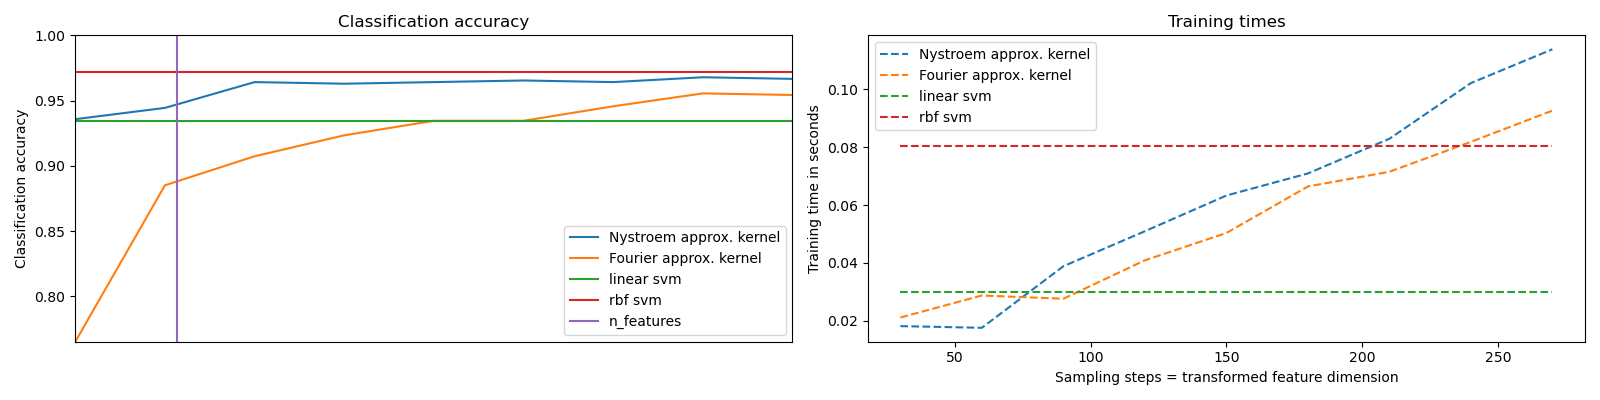 Classification accuracy
Classification accuracy
1.00
0.95
0.90
0.85
0.80
Nystroem approx. kernel
Fourier approx. kernel
linear svm
rbf svm
n_features
Training times
Training time in seconds
0.10
0.08
0.06
0.04
0.02
Nystroem approx. kernel
Fourier approx. kernel
linear svm
rbf svm
50
100
150
200
250
Sampling steps = transformed feature dimension